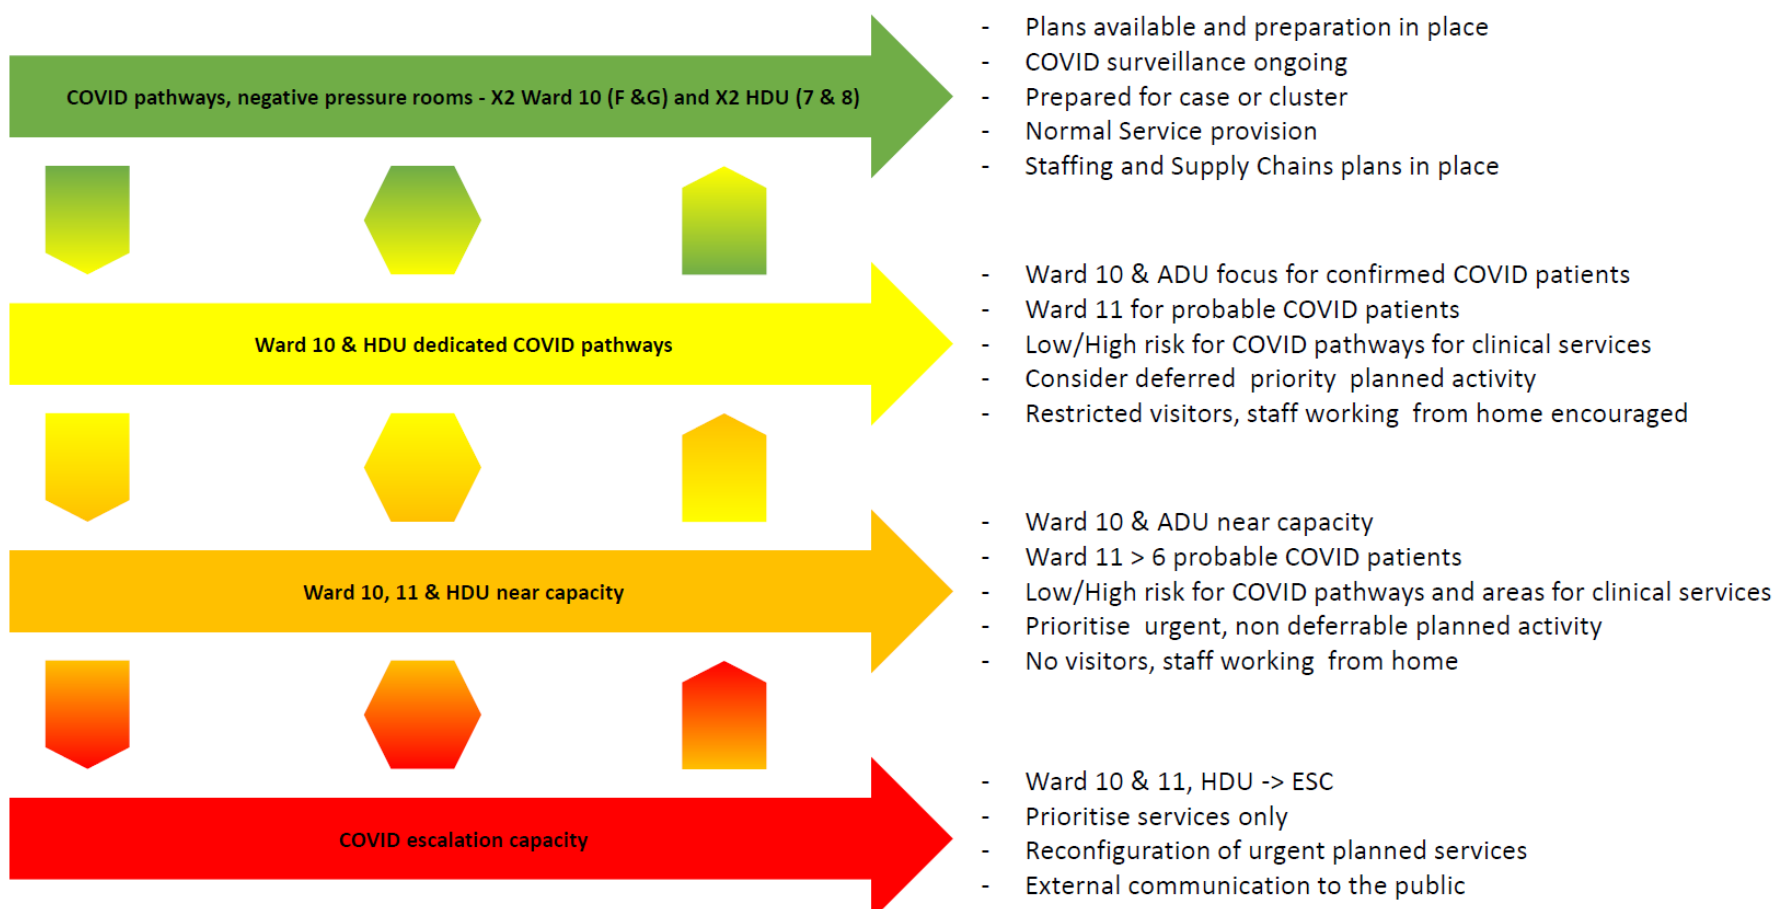 COVID pathways, negative pressure rooms - X2 Ward 10 (F &G) and X2 HDU (7 & 8)
- Plans available and preparation in place
- COVID surveillance ongoing
- Prepared for case or cluster
- Normal Service provision
- Staffing and Supply Chains plans in place
Ward 10 & HDU dedicated COVID pathways
- Ward 10 & ADU focus for confirmed COVID patients
- Ward 11 for probable COVID patients
- Low/High risk for COVID pathways for clinical services
- Consider deferred priority planned activity
- Restricted visitors, staff working from home encouraged
Ward 10, 11 & HDU near capacity
- Ward 10 & ADU near capacity
- Ward 11 > 6 probable COVID patients
- Low/High risk for COVID pathways and areas for clinical services
- Prioritise urgent, non deferrable planned activity
- No visitors, staff working from home
COVID escalation capacity
- Ward 10 & 11, HDU -> ESC
- Prioritise services only
- Reconfiguration of urgent planned services
- External communication to the public